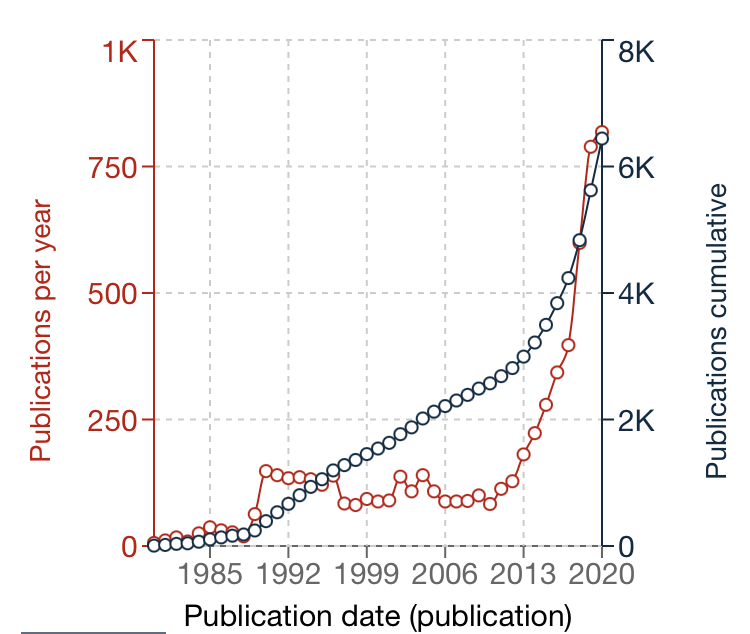 1K
8K
750
6K
500
4K
250
2K
0
0
1985 1992 1999 2006 2013 2020
Publications per year
Publications cumulative
Publication date (publication)